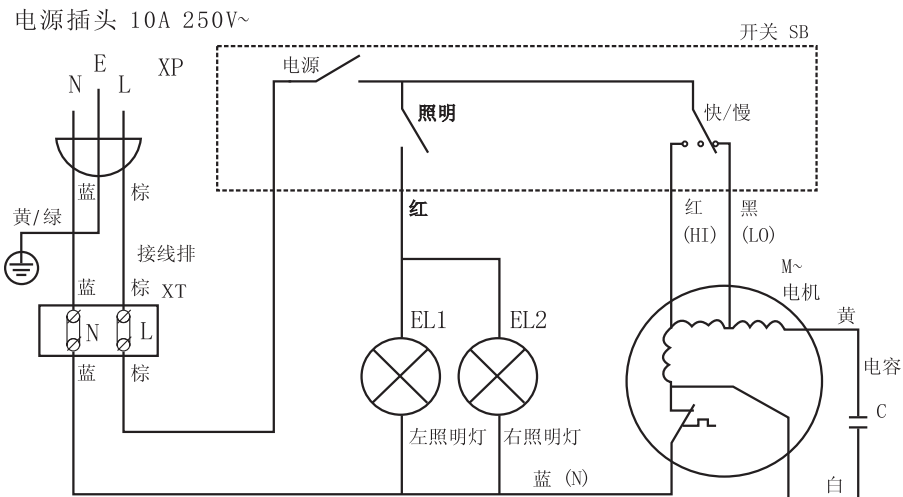 电源插头 10A 250V~
开关 SB
N E L XP
电源
照明
快/慢
蓝 棕
黄/绿
红
红
(HI)
黑
(LO)
接线排
蓝 棕 XT
M~
电机
N L
EL1 EL2
黄
蓝 棕
电容
C
左照明灯 右照明灯
蓝 (N)
白